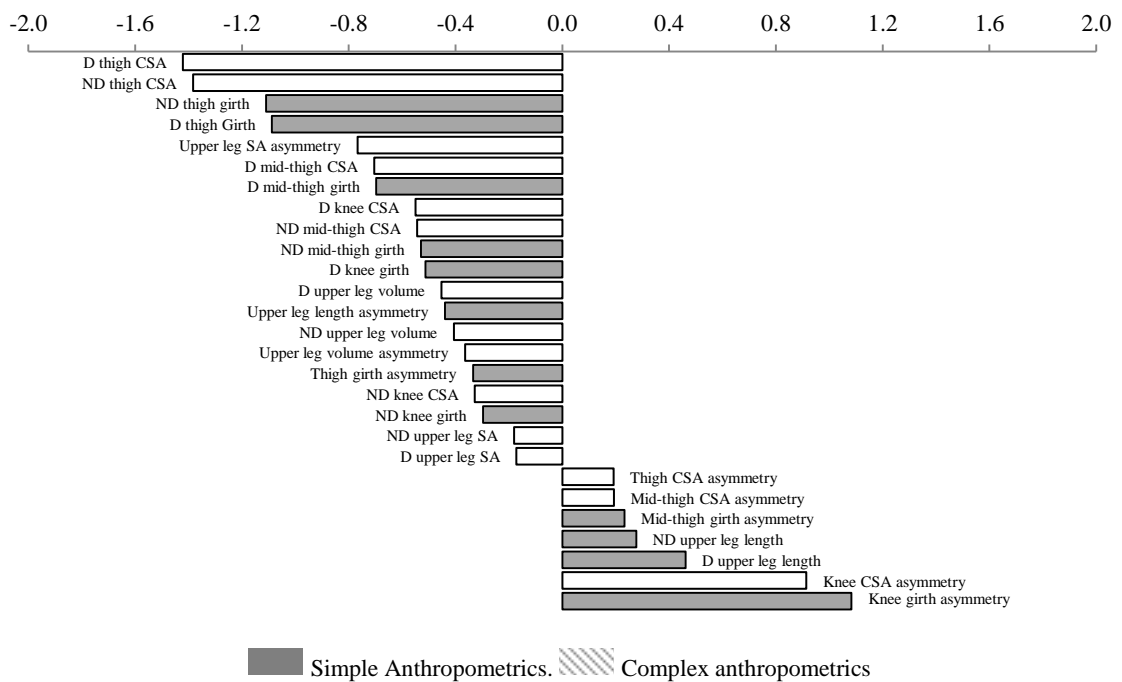 -2.0 -1.6 -1.2 -0.8 -0.4 0.0 0.4 0.8 1.2 1.6 2.0
D thigh CSA
ND thigh CSA
ND thigh girth
D thigh Girth
Upper leg SA asymmetry
D mid-thigh CSA
D mid-thigh girth
D knee CSA
ND mid-thigh CSA
ND mid-thigh girth
D knee girth
D upper leg volume
Upper leg length asymmetry
ND upper leg volume
Upper leg volume asymmetry
Thigh girth asymmetry
ND knee CSA
ND knee girth
ND upper leg SA
D upper leg SA
Thigh CSA asymmetry
Mid-thigh CSA asymmetry
Mid-thigh girth asymmetry
ND upper leg length
D upper leg length
Knee CSA asymmetry
Knee girth asymmetry
Simple Anthropometrics. Complex anthropometrics